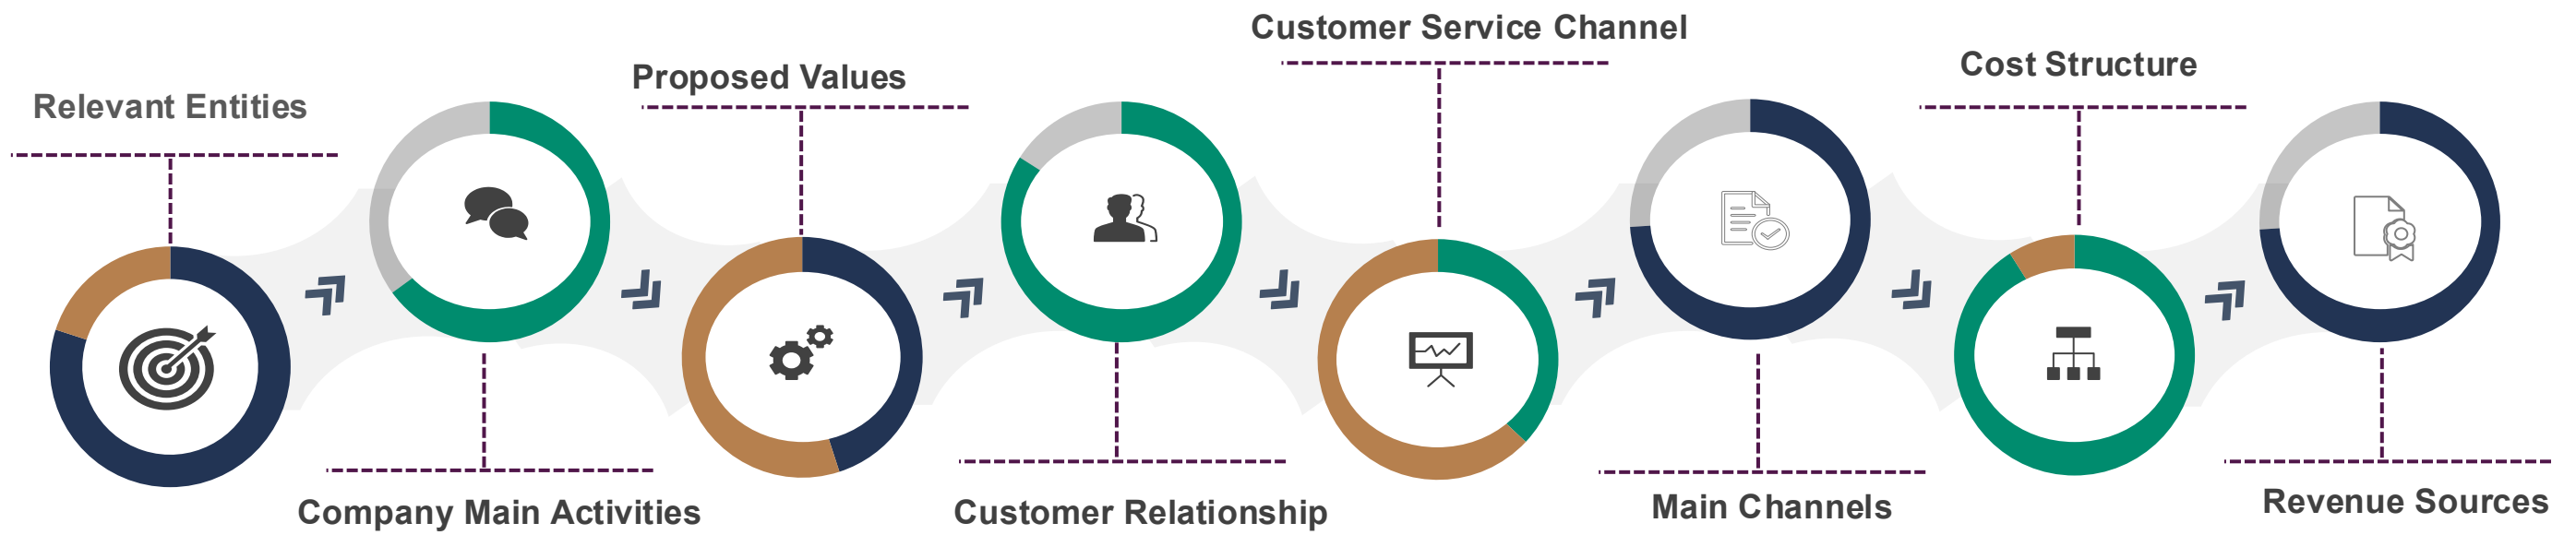 Relevant Entities
Company Main Activities
Proposed Values
Customer Relationship
Customer Service Channel
Main Channels
Cost Structure
Revenue Sources